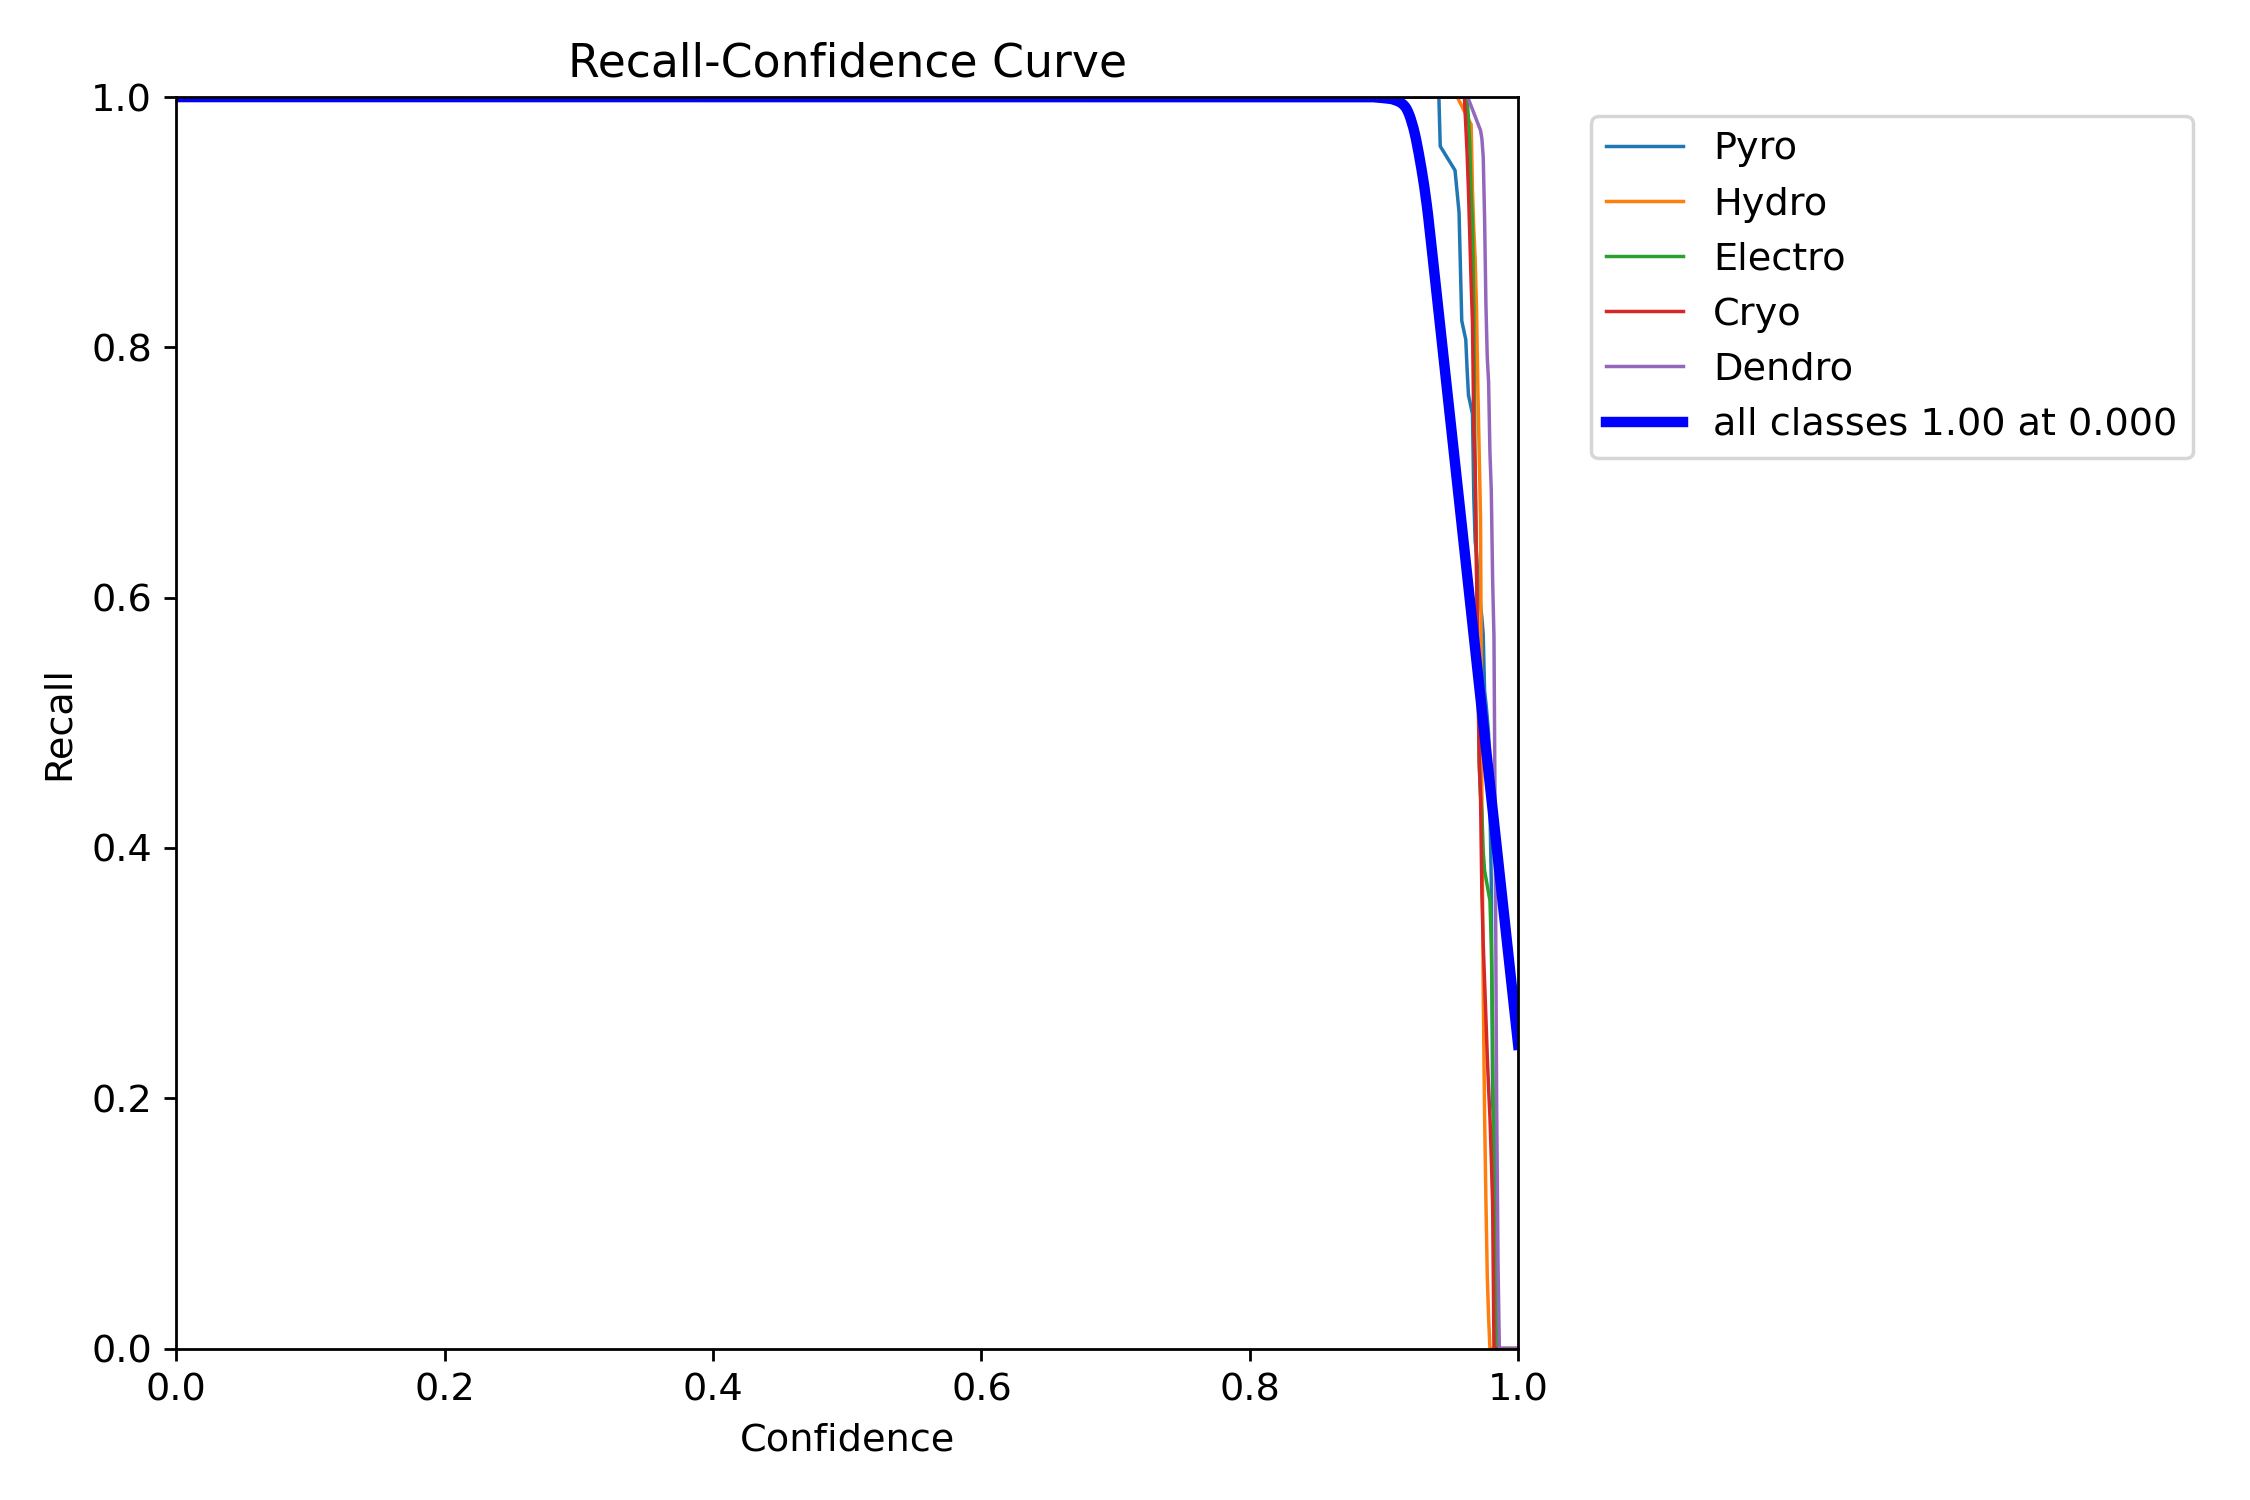 Recall-Confidence Curve
1.0
0.8
0.6
0.4
0.2
0.0
Recall
0.0 0.2 0.4 0.6 0.8 1.0
Confidence
Pyro
Hydro
Electro
Cryo
Dendro
all classes 1.00 at 0.000